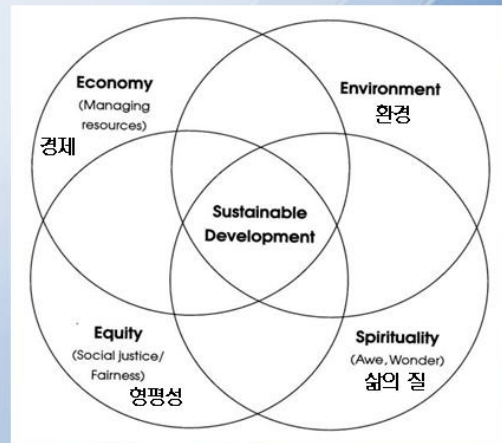 Economy
(Managing
resources)
경제
Environment
환경
Sustainable
Development
Equity
(Social justice/
Fairness)
형평성
Spirituality
(Awe, Wonder)
삶의 질